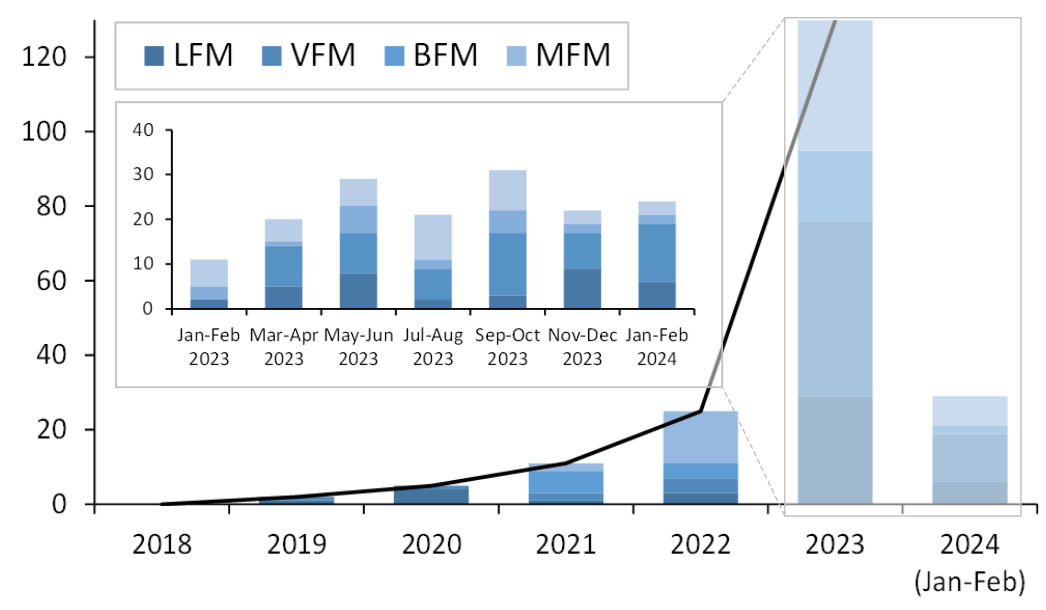 120
100
80
60
40
20
0
LFM VFM BFM MFM
40
30
20
10
0
Jan-Feb Mar-Apr May-Jun Jul-Aug Sep-Oct Nov-Dec Jan-Feb
2023 2023 2023 2023 2023 2023 2024
2018 2019 2020 2021 2022 2023 2024
(Jan-Feb)